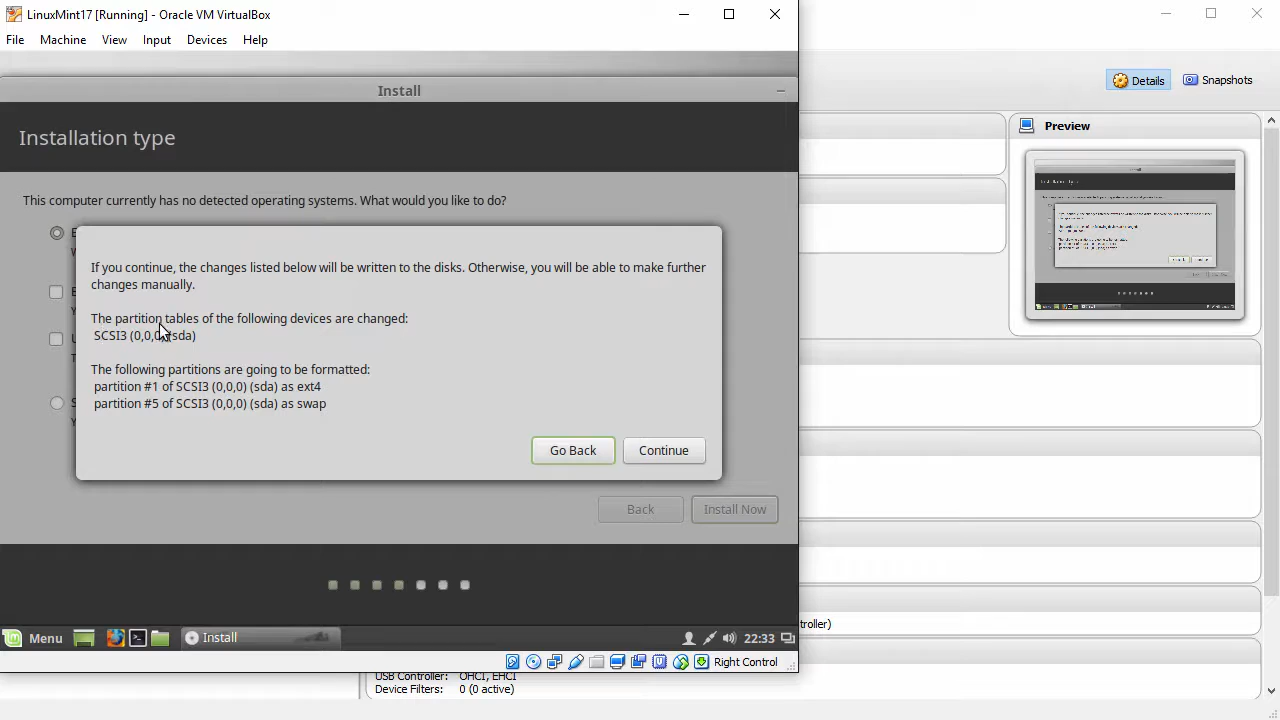 LinuxMint17 [Running] - Oracle VM VirtualBox
File Machine View Input Devices Help
Details Snapshots
Install
Preview
Installation type
This computer currently has no detected operating systems. What would you like to do?
If you continue, the changes listed below will be written to the disks. Otherwise, you will be able to make further
changes manually.
The partition tables of the following devices are changed:
SCSI3 (0,0,0) (sda)
The following partitions are going to be formatted:
partition #1 of SCSI3 (0,0,0) (sda) as ext4
partition #5 of SCSI3 (0,0,0) (sda) as swap
Go Back Continue
Back Install Now
Menu Install 22:33
Right Control
troller)
USB Controller: OHCI, EHCI
Device Filters: 0 (0 active)